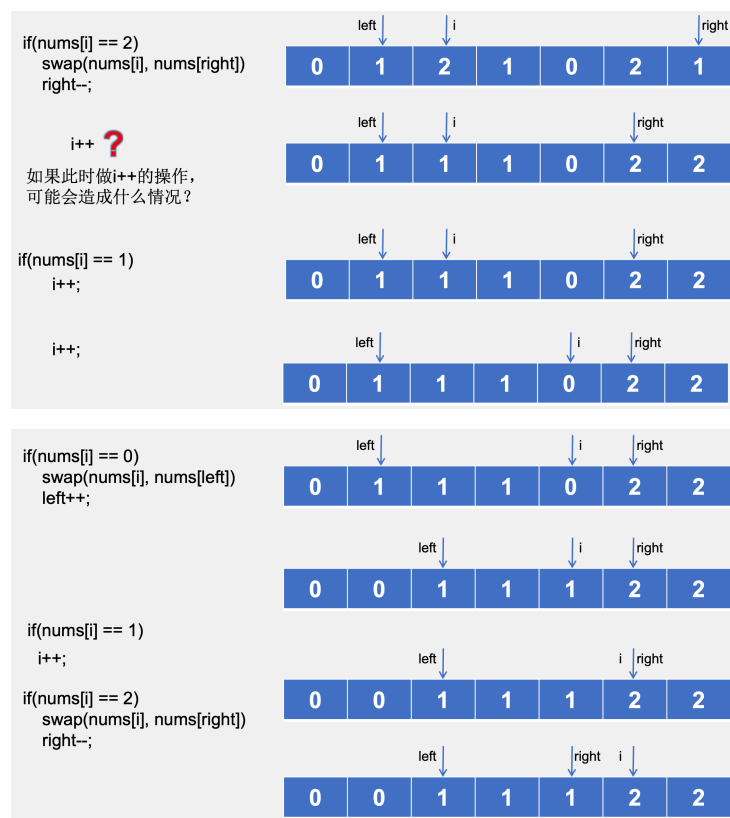 left i right
if(nums[i] == 2)
swap(nums[i], nums[right])
right--;
0 1 2 1 0 2 1
left i right
i++ ?
如果此时做i++的操作，
可能会造成什么情况？
0 1 1 1 0 2 2
left i right
if(nums[i] == 1)
i++;
0 1 1 1 0 2 2
left i right
i++;
0 1 1 1 0 2 2
left i right
if(nums[i] == 0)
swap(nums[i], nums[left])
left++;
0 1 1 1 0 2 2
left i right
0 0 1 1 1 2 2
if(nums[i] == 1)
i++;
left i right
0 0 1 1 1 2 2
if(nums[i] == 2)
swap(nums[i], nums[right])
right--;
left right i
0 0 1 1 1 2 2